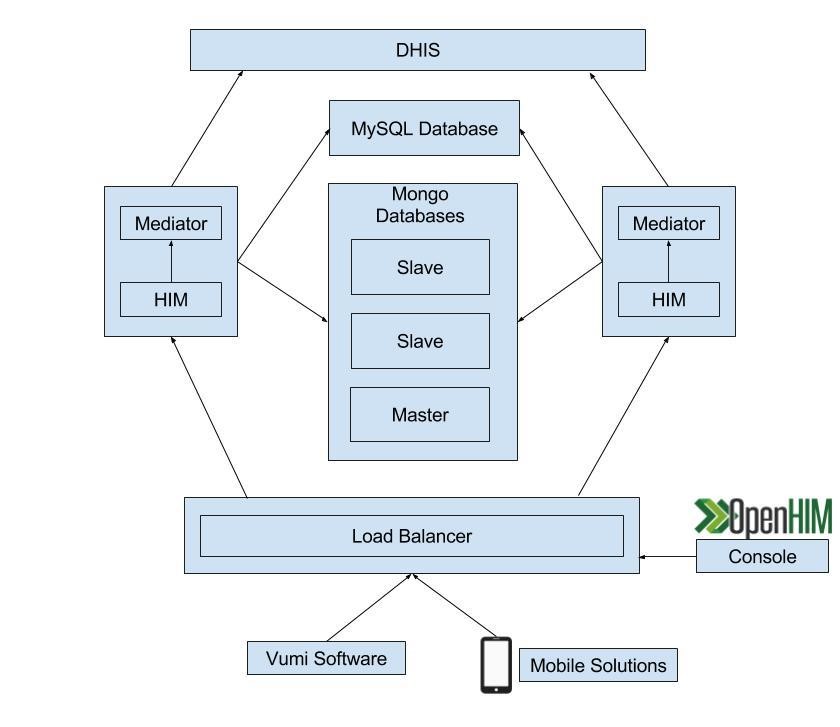 DHIS
MySQL Database
Mongo
Databases
Slave
Slave
Master
Mediator
HIM
Mediator
HIM
Load Balancer
OpenHIM
Console
Vumi Software
Mobile Solutions